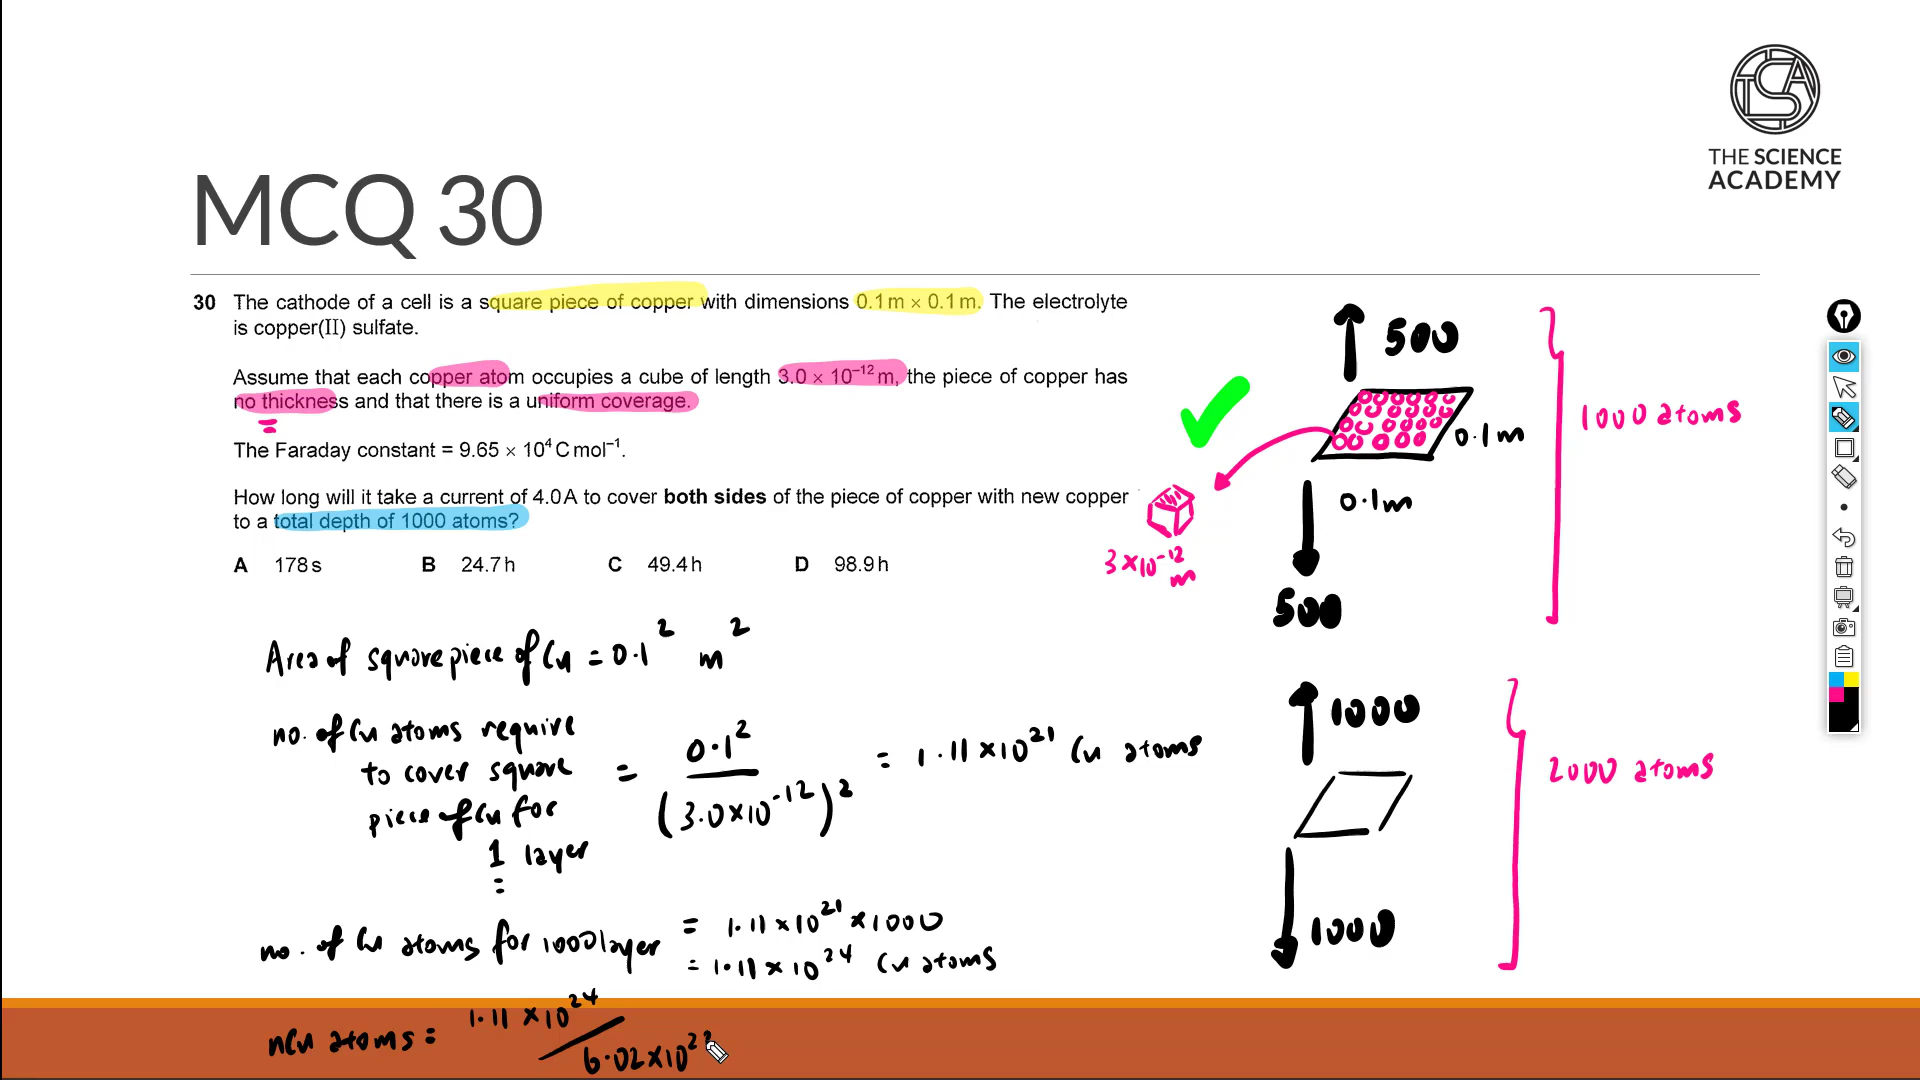 THE SCIENCE
ACADEMY
MCQ 30
30 The cathode of a cell is a square piece of copper with dimensions 0.1 m × 0.1 m. The electrolyte
is copper(II) sulfate.
Assume that each copper atom occupies a cube of length 3.0 × 10⁻¹² m, the piece of copper has
no thickness and that there is a uniform coverage.
The Faraday constant = 9.65 × 10⁴ C mol⁻¹.
How long will it take a current of 4.0 A to cover both sides of the piece of copper with new copper
to a total depth of 1000 atoms?
A 178 s B 24.7 h C 49.4 h D 98.9 h
500
1000 atoms
0.1m
0.1m
3×10⁻¹²
m
500
Area of square piece of Cu = 0.1² m²
no. of Cu atoms require
to cover square
piece of Cu for
1 layer
= 0.1² / (3.0×10⁻¹²)² = 1.11×10²¹ Cu atoms
no. of Cu atoms for 1000 layer = 1.11×10²¹ ×1000
= 1.11×10²⁴ Cu atoms
nCu atoms = 1.11×10²⁴ / 6.02×10²³
1000
2000 atoms
1000